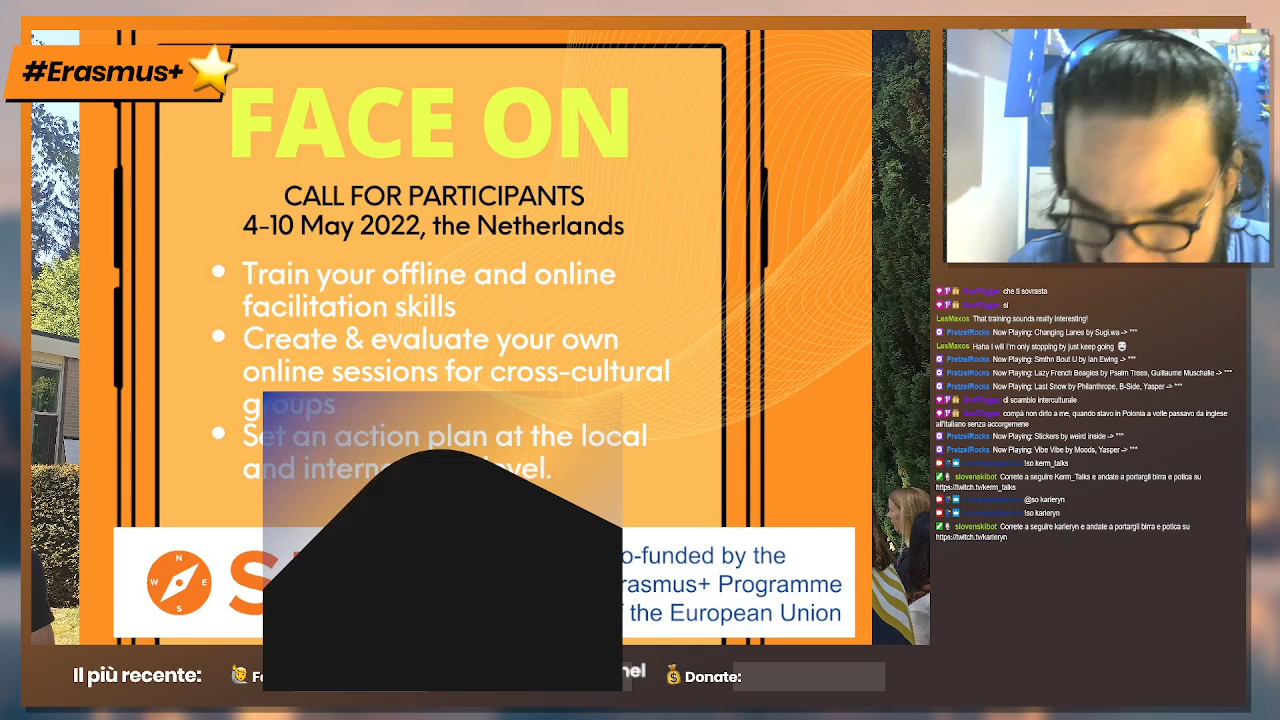 #Erasmus+
FACE ON
CALL FOR PARTICIPANTS
4-10 May 2022, the Netherlands
Train your offline and online
facilitation skills
Create & evaluate your own
online sessions for cross-cultural
groups
Set an action plan at the local
and level.
N
W E
S
S
o-funded by the
rasmus+ Programme
the European Union
Il più recente:
Donate:
che ti sovrasta
si
LesMaxos That training sounds really interesting!
PretzelRocks Now Playing: Changing Lanes by Sugi.wa -> ***
LesMaxos Haha I will I'm only stopping by just keep going
PretzelRocks Now Playing: Smthn Bout U by Ian Ewing -> ***
PretzelRocks Now Playing: Lazy French Beagles by Psalm Trees, Guillaume Muschalle -> ***
PretzelRocks Now Playing: Last Snow by Philanthrope, B-Side, Yasper -> ***
di scambio interculturale
compà non dirlo a me, quando stavo in Polonia a volte passavo da inglese
all'italiano senza accorgemene
PretzelRocks Now Playing: Stickers by weird inside -> ***
PretzelRocks Now Playing: Vibe Vibe by Moods, Yasper -> ***
!so kerm_talks
slovenskibot Correte a seguire Kerm_Talks e andate a portargli birra e potica su
https://twitch.tv/kerm_talks
@so karieryn
!so karieryn
slovenskibot Correte a seguire karieryn e andate a portargli birra e potica su
https://twitch.tv/karieryn